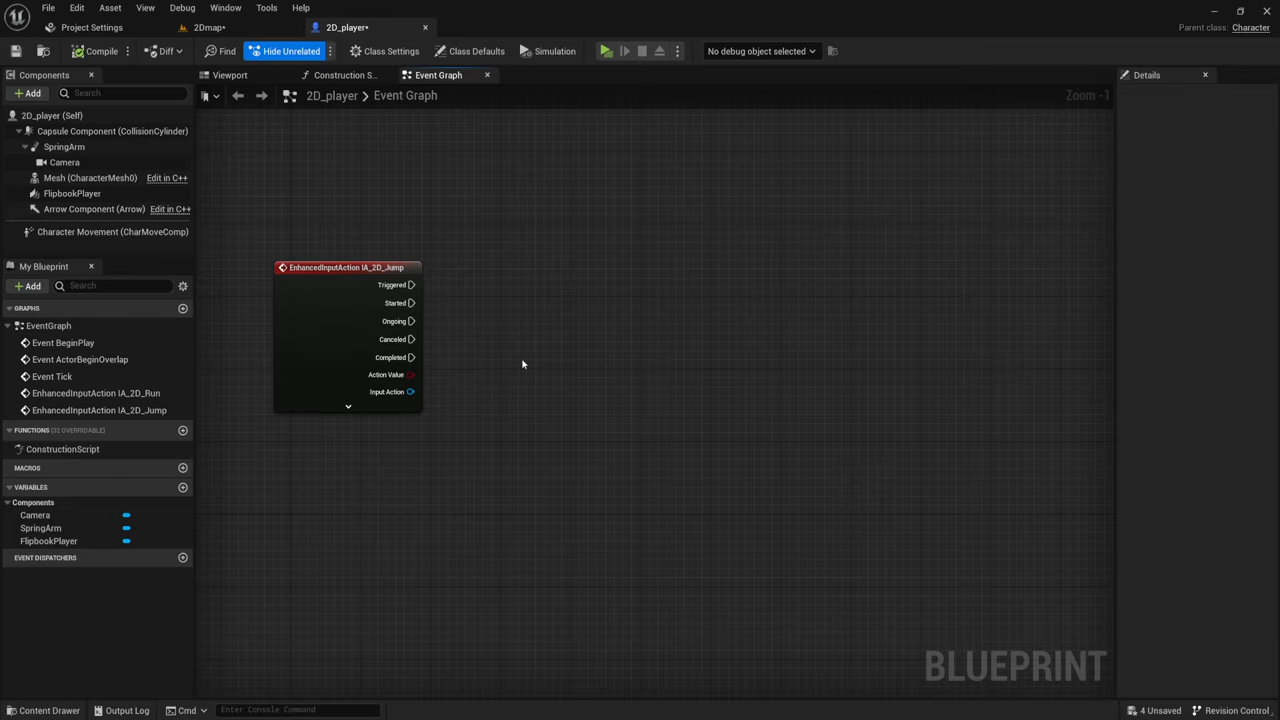 File Edit Asset View Debug Window Tools Help
Project Settings 2Dmap• 2D_player•
Parent class: Character
Compile Diff Find Hide Unrelated Class Settings Class Defaults Simulation No debug object selected
Components
Viewport Construction S... Event Graph
Details
Add Search
2D_player > Event Graph
Zoom -1
2D_player (Self)
Capsule Component (CollisionCylinder)
SpringArm
Camera
Mesh (CharacterMesh0) Edit in C++
FlipbookPlayer
Arrow Component (Arrow) Edit in C++
Character Movement (CharMoveComp)
My Blueprint
Add Search
GRAPHS
EventGraph
Event BeginPlay
Event ActorBeginOverlap
Event Tick
EnhancedInputAction IA_2D_Run
EnhancedInputAction IA_2D_Jump
FUNCTIONS (32 OVERRIDABLE)
ConstructionScript
MACROS
VARIABLES
Components
Camera
SpringArm
FlipbookPlayer
EVENT DISPATCHERS
EnhancedInputAction IA_2D_Jump
Triggered
Started
Ongoing
Canceled
Completed
Action Value
Input Action
BLUEPRINT
Content Drawer Output Log Cmd Enter Console Command 4 Unsaved Revision Control